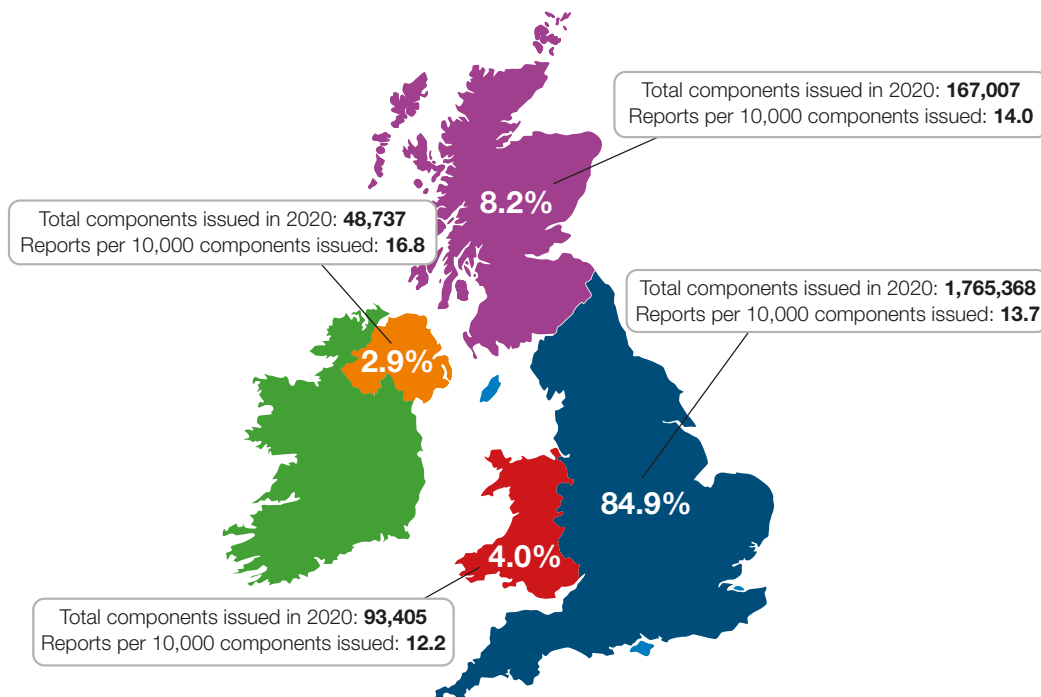 Total components issued in 2020: 167,007
Reports per 10,000 components issued: 14.0
8.2%
Total components issued in 2020: 48,737
Reports per 10,000 components issued: 16.8
Total components issued in 2020: 1,765,368
Reports per 10,000 components issued: 13.7
2.9%
84.9%
4.0%
Total components issued in 2020: 93,405
Reports per 10,000 components issued: 12.2